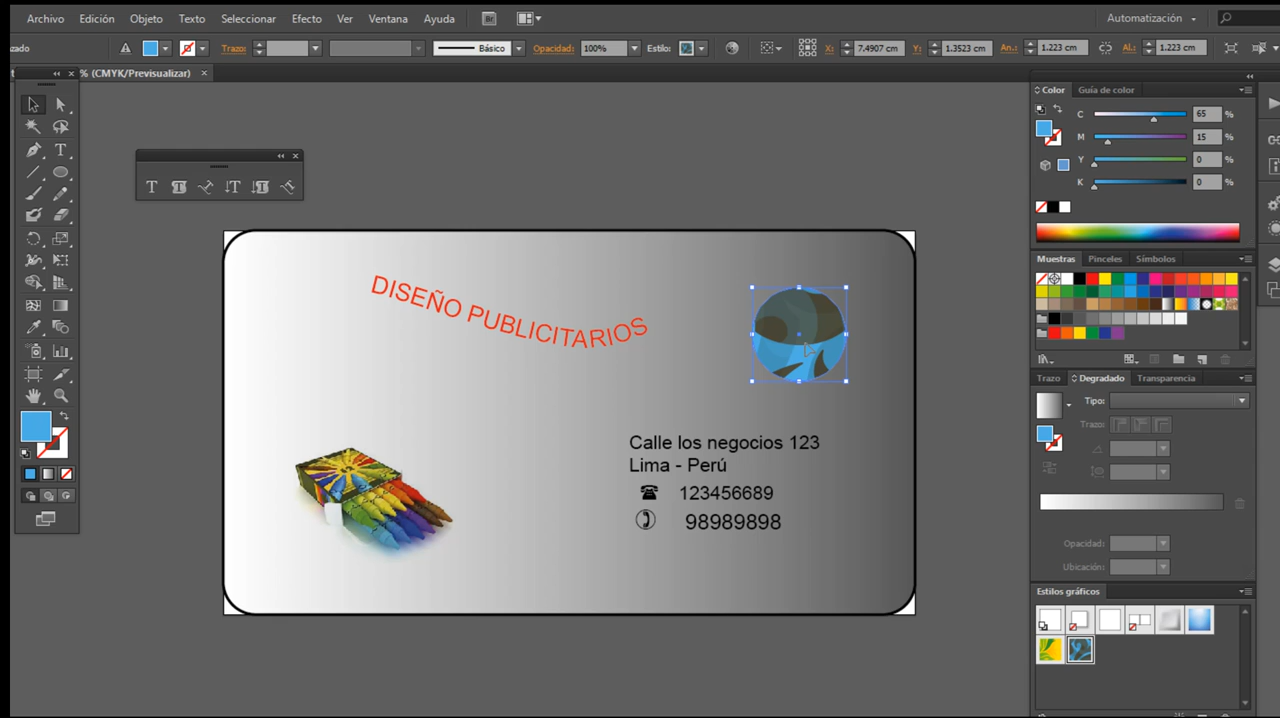 Archivo Edición Objeto Texto Seleccionar Efecto Ver Ventana Ayuda Br Automatización
zado Trazo: Básico Opacidad: 100% Estilo: X: 7.4907 cm Y: 1.3523 cm An.: 1.223 cm AL: 1.223 cm
% (CMYK/Previsualizar) ×
Color Guía de color
C 65 %
M 15 %
Y 0 %
K 0 %
Muestras Pinceles Símbolos
DISEÑO PUBLICITARIOS
Trazo Degradado Transparencia
Tipo:
Trazo:
Calle los negocios 123
Lima - Perú
123456689
98989898
Opacidad:
Ubicación:
Estilos gráficos